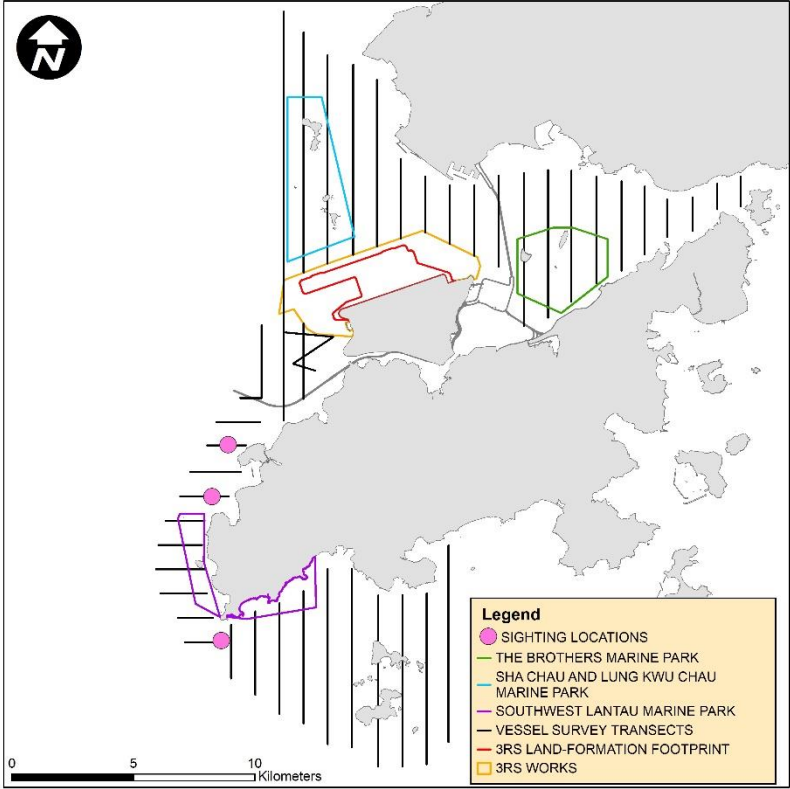 N
Legend
SIGHTING LOCATIONS
THE BROTHERS MARINE PARK
SHA CHAU AND LUNG KWU CHAU
MARINE PARK
SOUTHWEST LANTAU MARINE PARK
VESSEL SURVEY TRANSECTS
3RS LAND-FORMATION FOOTPRINT
3RS WORKS
0 5 10
Kilometers